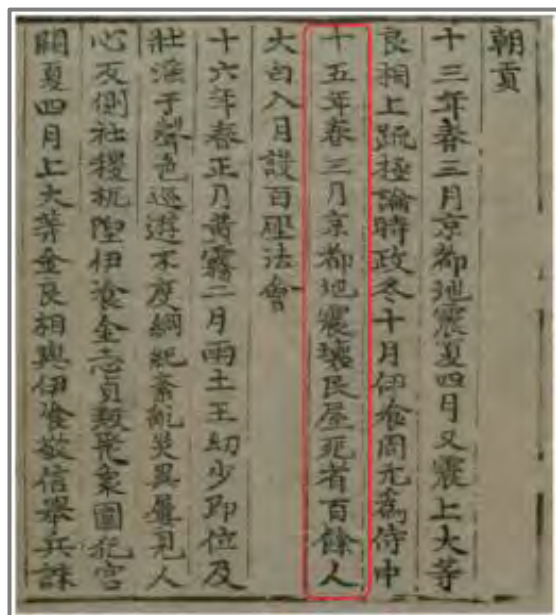 朝貢
十三年春三月京都地震夏四月又震上大等
良相上疏極論時政冬十月伊飡周元為侍中
十五年春三月京都地震壞民屋死者百餘人
大白入月設百座法會
十六年春正月黃霧二月雨土王幼少即位及
壯淫于聲色巡遊不度綱紀紊亂災異屢見人
心反側社稷杌隉伊飡金志貞叛聚衆圖犯宮
闕夏四月上大等金良相與伊飡敬信舉兵誅